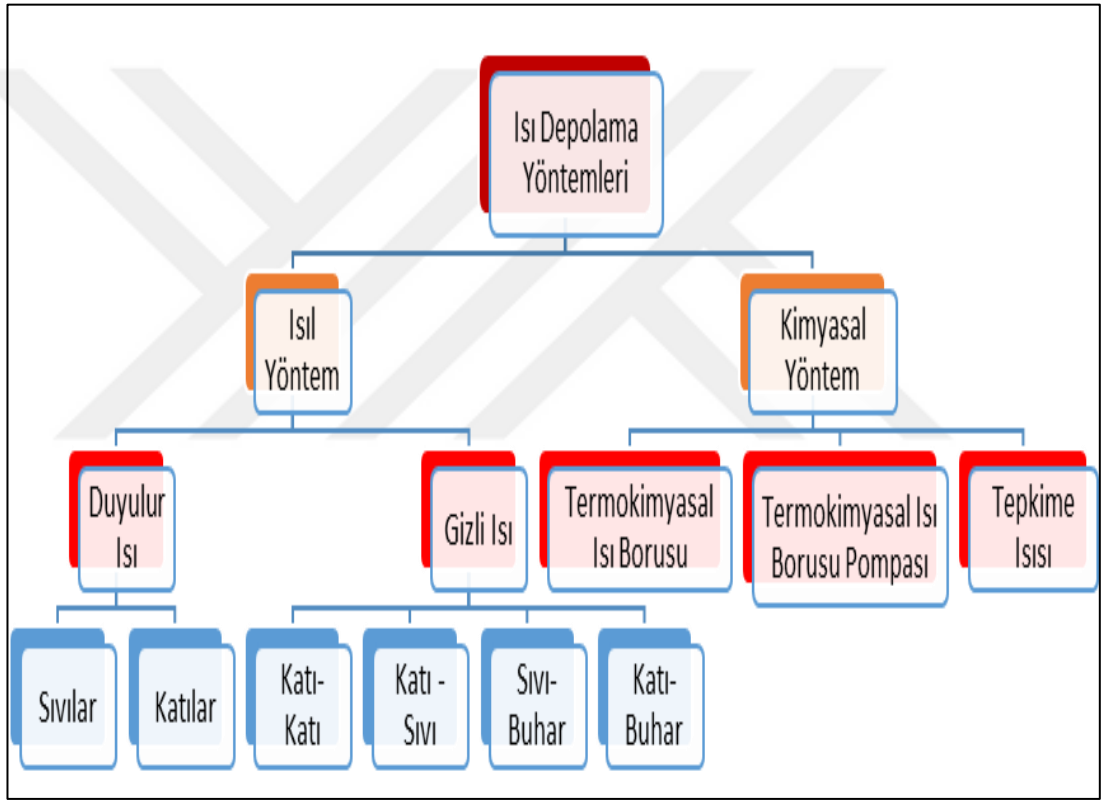 Isı Depolama
Yöntemleri
Isıl
Yöntem
Kimyasal
Yöntem
Duyulur
Isı
Gizli Isı
Termokimyasal
Isı Borusu
Termokimyasal Isı
Borusu Pompası
Tepkime
Isısı
Sıvılar
Katılar
Katı-
Katı
Katı -
Sıvı
Sıvı-
Buhar
Katı-
Buhar